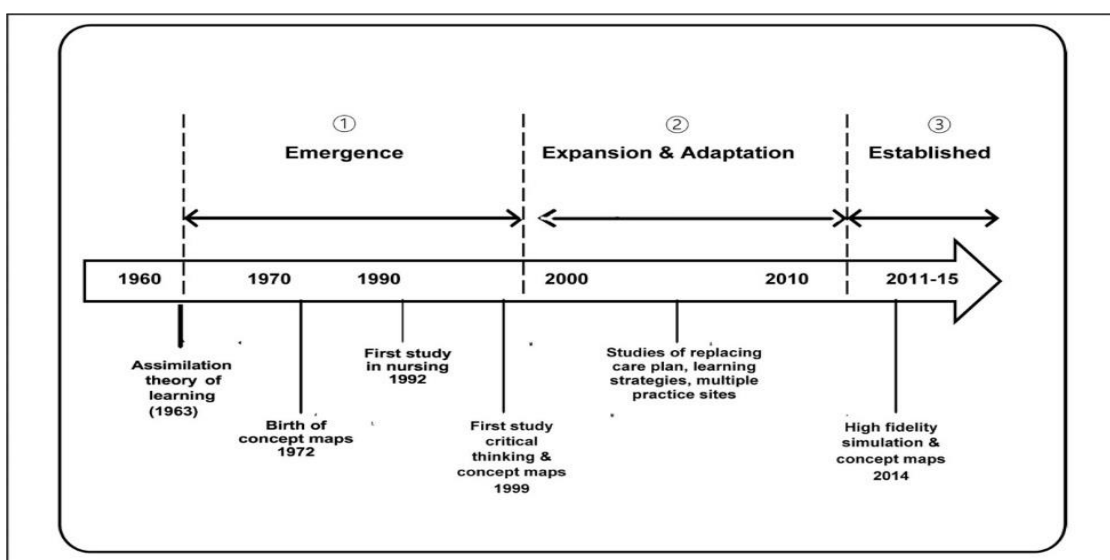 ①
Emergence
②
Expansion & Adaptation
③
Established
1960
1970
1990
2000
2010
2011-15
Assimilation
theory of
learning
(1963)
Birth of
concept maps
1972
First study
in nursing
1992
First study
critical
thinking &
concept maps
1999
Studies of replacing
care plan, learning
strategies, multiple
practice sites
High fidelity
simulation &
concept maps
2014